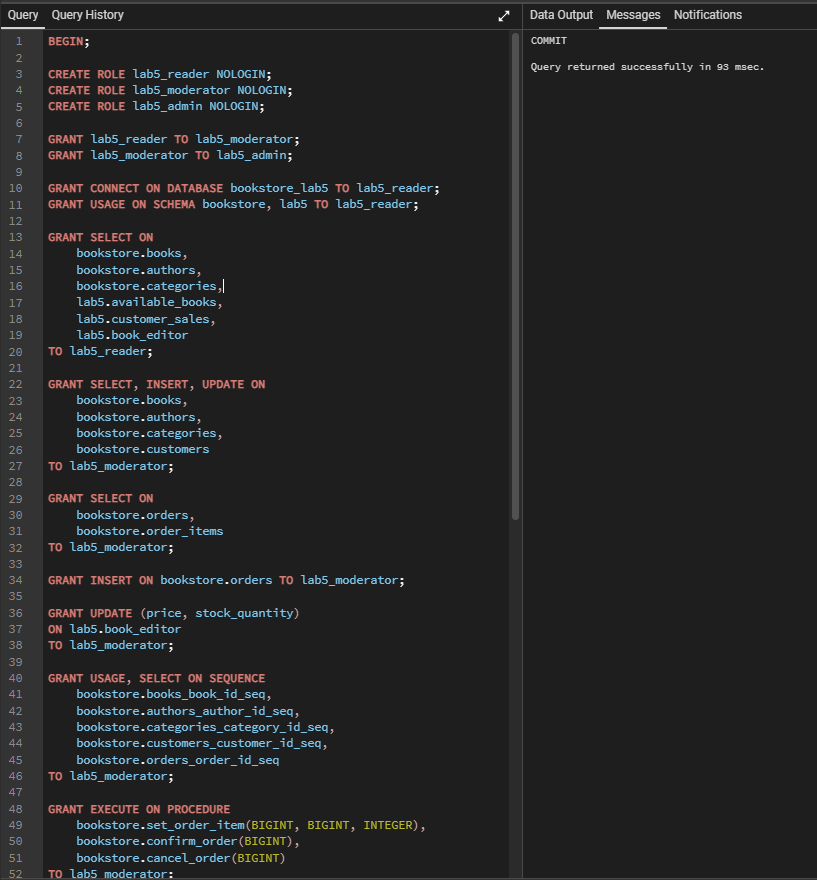 Query Query History
Data Output Messages Notifications
1 BEGIN;
2
3 CREATE ROLE lab5_reader NOLOGIN;
4 CREATE ROLE lab5_moderator NOLOGIN;
5 CREATE ROLE lab5_admin NOLOGIN;
6
7 GRANT lab5_reader TO lab5_moderator;
8 GRANT lab5_moderator TO lab5_admin;
9
10 GRANT CONNECT ON DATABASE bookstore_lab5 TO lab5_reader;
11 GRANT USAGE ON SCHEMA bookstore, lab5 TO lab5_reader;
12
13 GRANT SELECT ON
14 bookstore.books,
15 bookstore.authors,
16 bookstore.categories,
17 lab5.available_books,
18 lab5.customer_sales,
19 lab5.book_editor
20 TO lab5_reader;
21
22 GRANT SELECT, INSERT, UPDATE ON
23 bookstore.books,
24 bookstore.authors,
25 bookstore.categories,
26 bookstore.customers
27 TO lab5_moderator;
28
29 GRANT SELECT ON
30 bookstore.orders,
31 bookstore.order_items
32 TO lab5_moderator;
33
34 GRANT INSERT ON bookstore.orders TO lab5_moderator;
35
36 GRANT UPDATE (price, stock_quantity)
37 ON lab5.book_editor
38 TO lab5_moderator;
39
40 GRANT USAGE, SELECT ON SEQUENCE
41 bookstore.books_book_id_seq,
42 bookstore.authors_author_id_seq,
43 bookstore.categories_category_id_seq,
44 bookstore.customers_customer_id_seq,
45 bookstore.orders_order_id_seq
46 TO lab5_moderator;
47
48 GRANT EXECUTE ON PROCEDURE
49 bookstore.set_order_item(BIGINT, BIGINT, INTEGER),
50 bookstore.confirm_order(BIGINT),
51 bookstore.cancel_order(BIGINT)
52 TO lab5_moderator;
COMMIT
Query returned successfully in 93 msec.